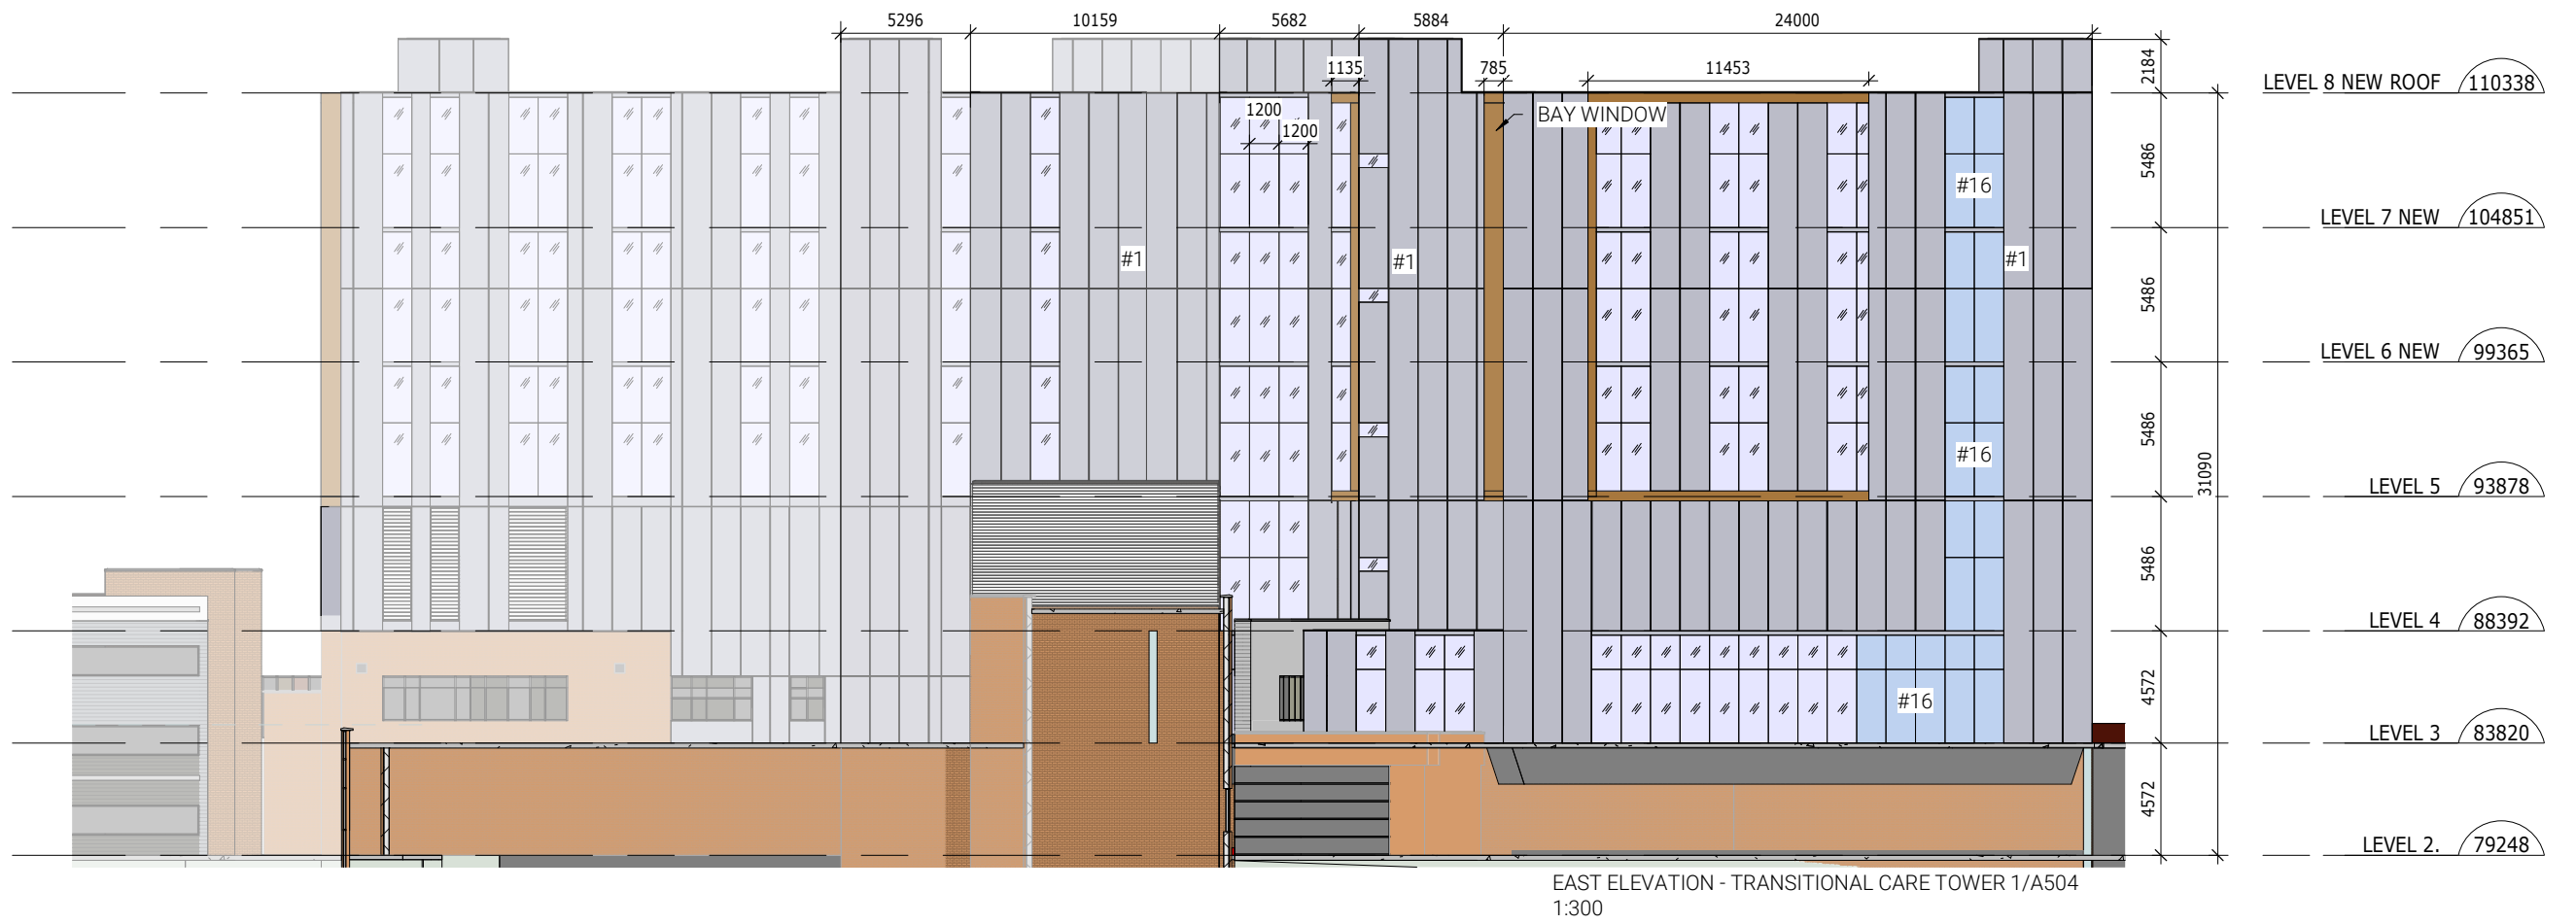 5296 10159 5682 5884 24000
1135 785 11453 2184
LEVEL 8 NEW ROOF 110338
1200
BAY WINDOW
1200
5486
#16
LEVEL 7 NEW 104851
#1 #1 #1
5486
LEVEL 6 NEW 99365
5486
#16
31090
LEVEL 5 93878
5486
LEVEL 4 88392
4572
#16
LEVEL 3 83820
4572
LEVEL 2. 79248
EAST ELEVATION - TRANSITIONAL CARE TOWER 1/A504
1:300